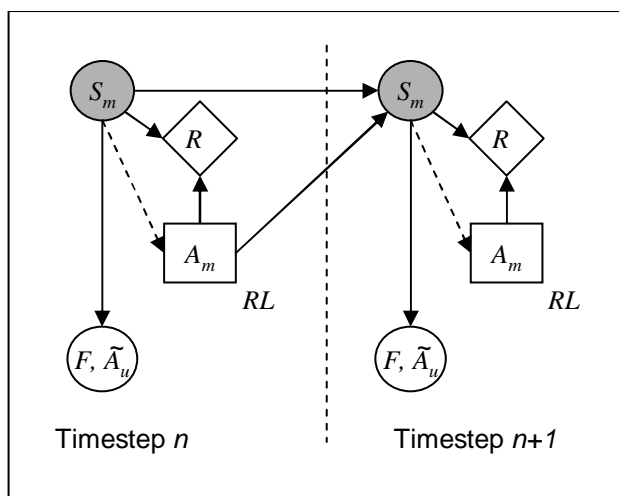 S_m S_m
R R
A_m A_m
RL RL
F, Ã_u F, Ã_u
Timestep n Timestep n+1